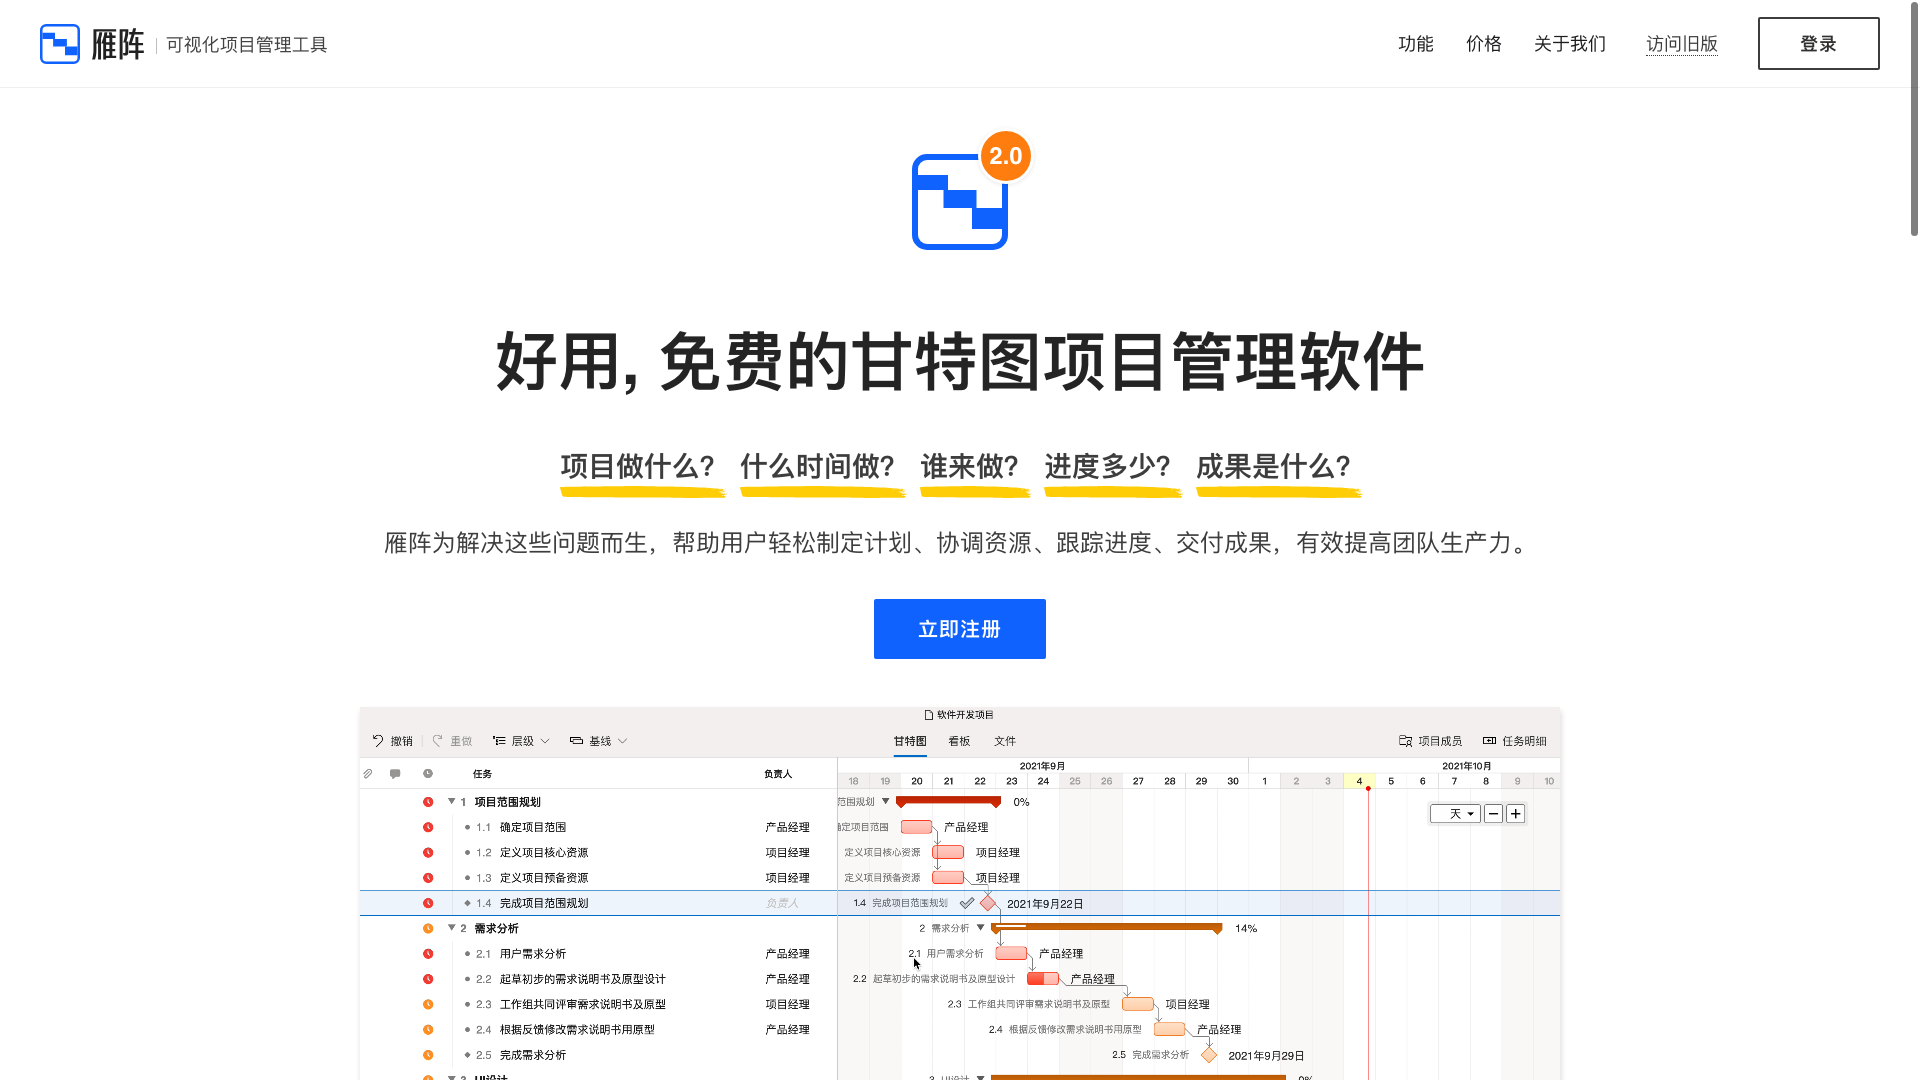 雁阵 | 可视化项目管理工具
功能 价格 关于我们 访问旧版 登录
2.0
好用, 免费的甘特图项目管理软件
项目做什么? 什么时间做? 谁来做? 进度多少? 成果是什么?
雁阵为解决这些问题而生，帮助用户轻松制定计划、协调资源、跟踪进度、交付成果，有效提高团队生产力。
立即注册
软件开发项目
撤销 重做 层级 基线 甘特图 看板 文件 项目成员 任务明细
任务 负责人 2021年9月 2021年10月
18 19 20 21 22 23 24 25 26 27 28 29 30 1 2 3 4 5 6 7 8 9 10
1 项目范围规划 范围规划 0%
天
1.1 确定项目范围 产品经理 定项目范围 产品经理
1.2 定义项目核心资源 项目经理 定义项目核心资源 项目经理
1.3 定义项目预备资源 项目经理 定义项目预备资源 项目经理
1.4 完成项目范围规划 负责人 1.4 完成项目范围规划 2021年9月22日
2 需求分析 2 需求分析 14%
2.1 用户需求分析 产品经理 2.1 用户需求分析 产品经理
2.2 起草初步的需求说明书及原型设计 产品经理 2.2 起草初步的需求说明书及原型设计 产品经理
2.3 工作组共同评审需求说明书及原型 项目经理 2.3 工作组共同评审需求说明书及原型 项目经理
2.4 根据反馈修改需求说明书用原型 产品经理 2.4 根据反馈修改需求说明书用原型 产品经理
2.5 完成需求分析 2.5 完成需求分析 2021年9月29日
3 UI设计 3 UI设计 0%